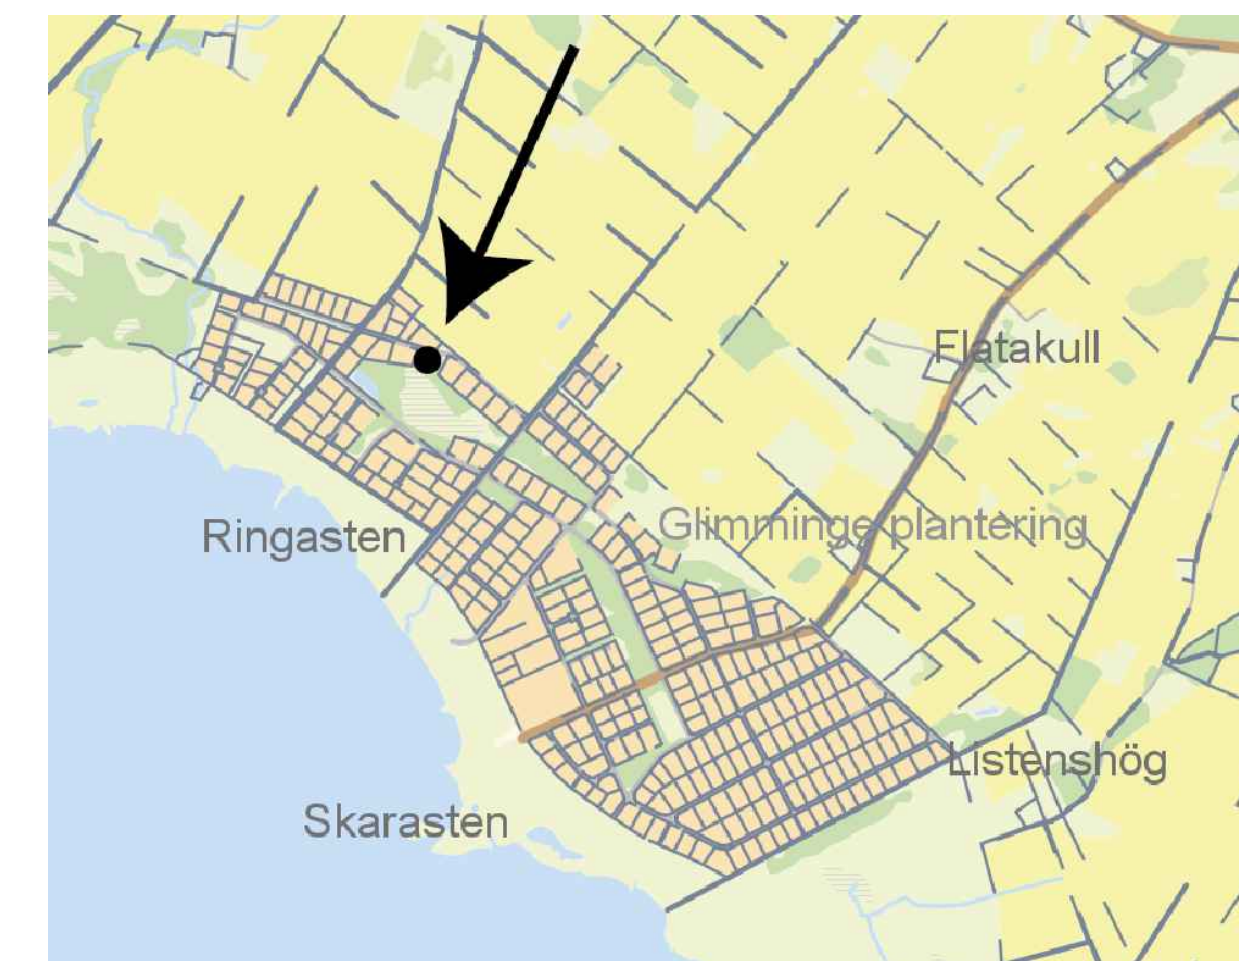 Flatakull
Ringasten
Glimminge plantering
Listenshög
Skarasten